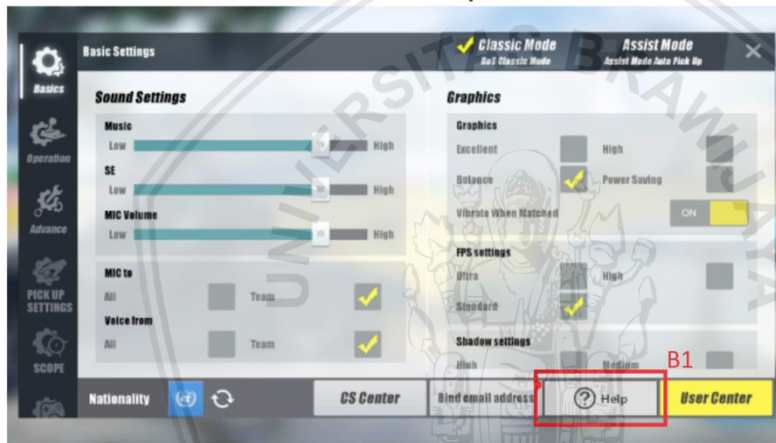 Basic Settings
Classic Mode
RoS Classic Mode
Assist Mode
Assist Mode Auto Pick Up
Basics
Operation
Advance
PICK UP
SETTINGS
SCOPE
Sound Settings
Music
Low High
SE
Low High
MIC Volume
Low High
MIC to
All Team
Voice from
All Team
Graphics
Graphics
Excellent High
Balance Power Saving
Vibrate When Matched ON
FPS settings
Ultra High
Standard
Shadow settings
High Medium
B1
Nationality CS Center Bind email address ? Help User Center
UNIVERSITAS BRAWIJAYA